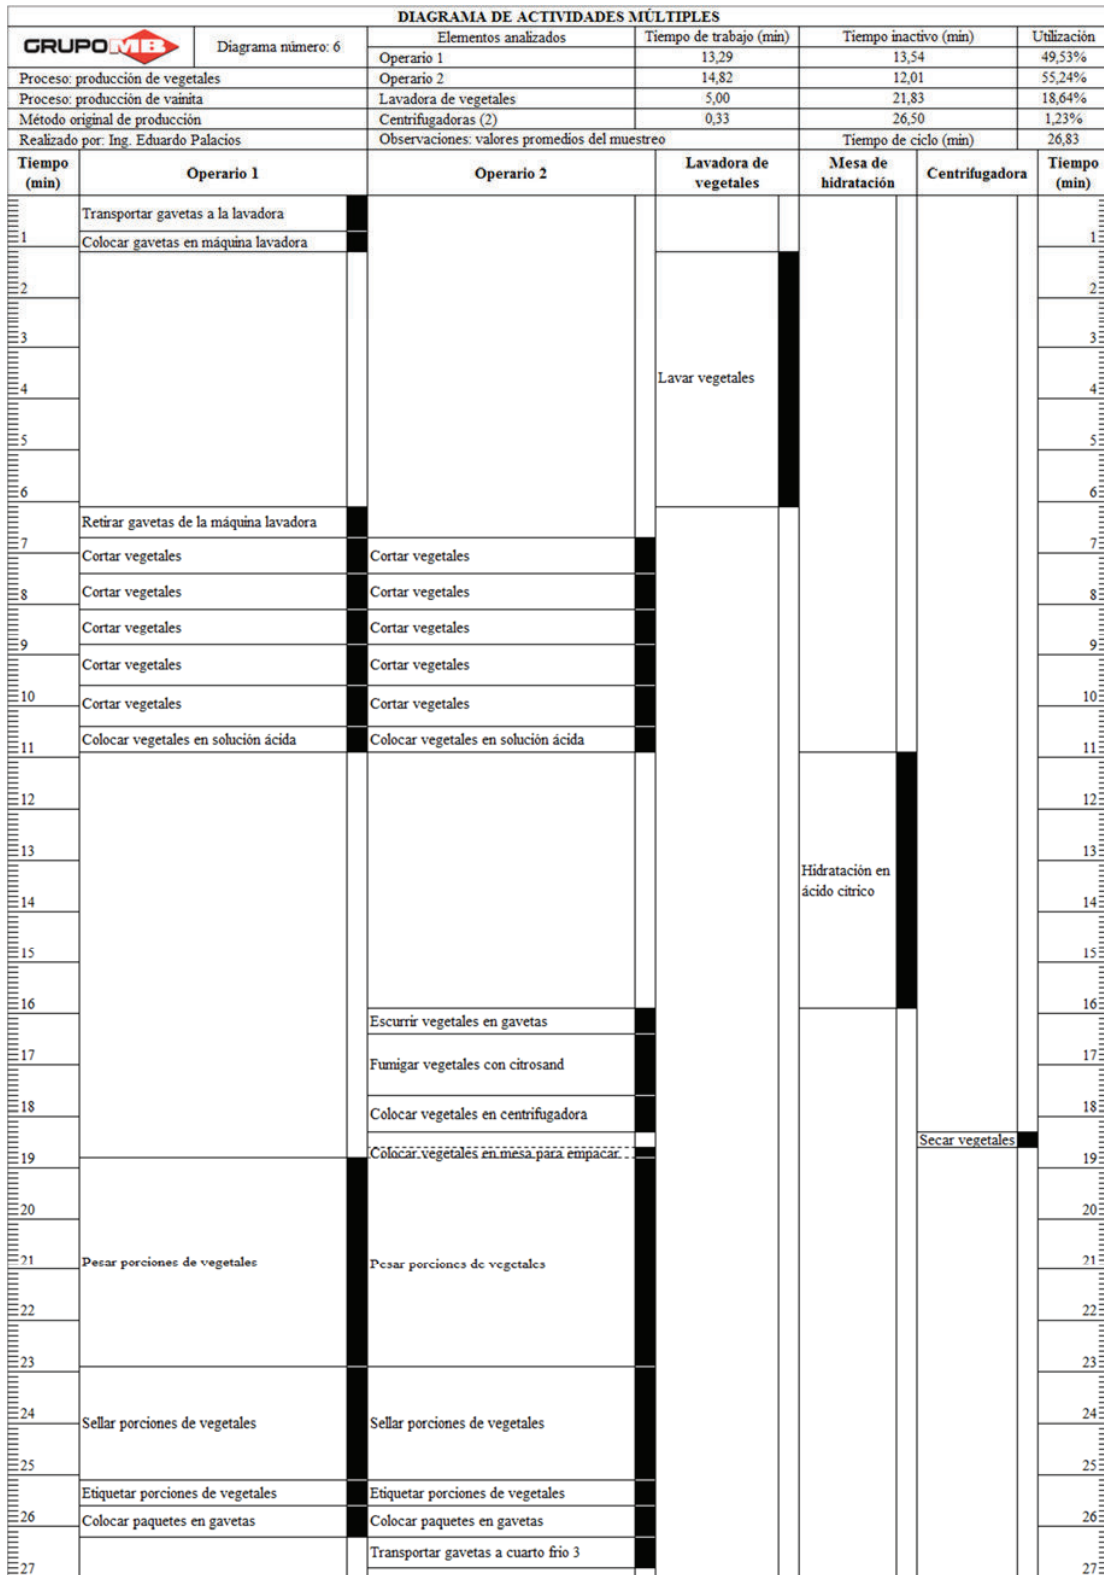 DIAGRAMA DE ACTIVIDADES MÚLTIPLES
GRUPO MB
Diagrama número: 6
Elementos analizados
Tiempo de trabajo (min)
Tiempo inactivo (min)
Utilización
Operario 1
13,29
13,54
49,53%
Proceso: producción de vegetales
Operario 2
14,82
12,01
55,24%
Proceso: producción de vainita
Lavadora de vegetales
5,00
21,83
18,64%
Método original de producción
Centrifugadoras (2)
0,33
26,50
1,23%
Realizado por: Ing. Eduardo Palacios
Observaciones: valores promedios del muestreo
Tiempo de ciclo (min)
26,83
Tiempo
(min)
Operario 1
Operario 2
Lavadora de
vegetales
Mesa de
hidratación
Centrifugadora
Tiempo
(min)
Transportar gavetas a la lavadora
1
Colocar gavetas en máquina lavadora
1
2
2
3
3
4
Lavar vegetales
4
5
5
6
6
Retirar gavetas de la máquina lavadora
7
7
Cortar vegetales
Cortar vegetales
8
Cortar vegetales
Cortar vegetales
8
Cortar vegetales
Cortar vegetales
9
9
Cortar vegetales
Cortar vegetales
10
10
Cortar vegetales
Cortar vegetales
11
Colocar vegetales en solución ácida
Colocar vegetales en solución ácida
11
12
12
13
13
Hidratación en
ácido cítrico
14
14
15
15
16
16
Escurrir vegetales en gavetas
17
17
Fumigar vegetales con citrosand
18
18
Colocar vegetales en centrifugadora
Secar vegetales
19
Colocar vegetales en mesa para empacar
19
20
20
21
Pesar porciones de vegetales
Pesar porciones de vegetales
21
22
22
23
23
24
24
Sellar porciones de vegetales
Sellar porciones de vegetales
25
25
Etiquetar porciones de vegetales
Etiquetar porciones de vegetales
26
Colocar paquetes en gavetas
Colocar paquetes en gavetas
26
Transportar gavetas a cuarto frio 3
27
27